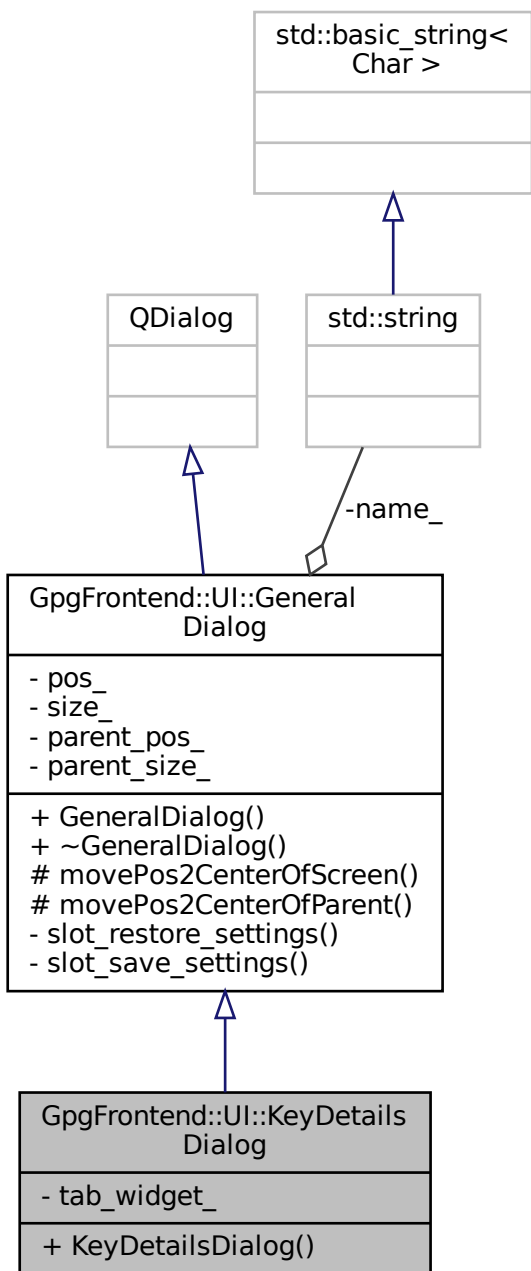 std::basic_string<
Char >
QDialog
std::string
-name_
GpgFrontend::UI::General
Dialog
- pos_
- size_
- parent_pos_
- parent_size_
+ GeneralDialog()
+ ~GeneralDialog()
# movePos2CenterOfScreen()
# movePos2CenterOfParent()
- slot_restore_settings()
- slot_save_settings()
GpgFrontend::UI::KeyDetails
Dialog
- tab_widget_
+ KeyDetailsDialog()